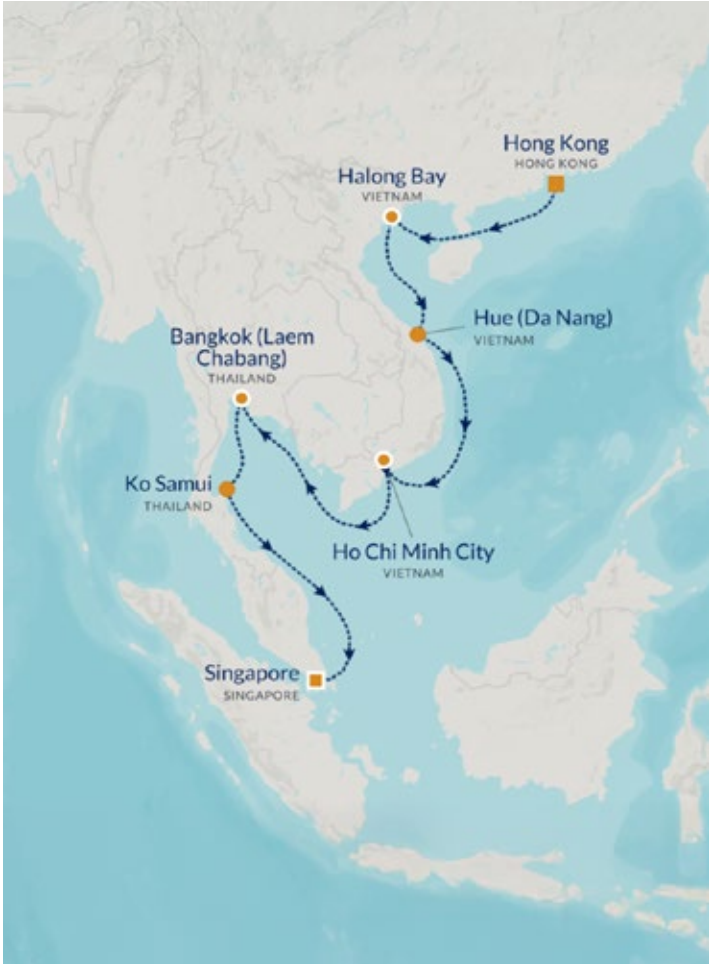 Hong Kong
HONG KONG
Halong Bay
VIETNAM
Hue (Da Nang)
VIETNAM
Bangkok (Laem
Chabang)
THAILAND
Ko Samui
THAILAND
Ho Chi Minh City
VIETNAM
Singapore
SINGAPORE